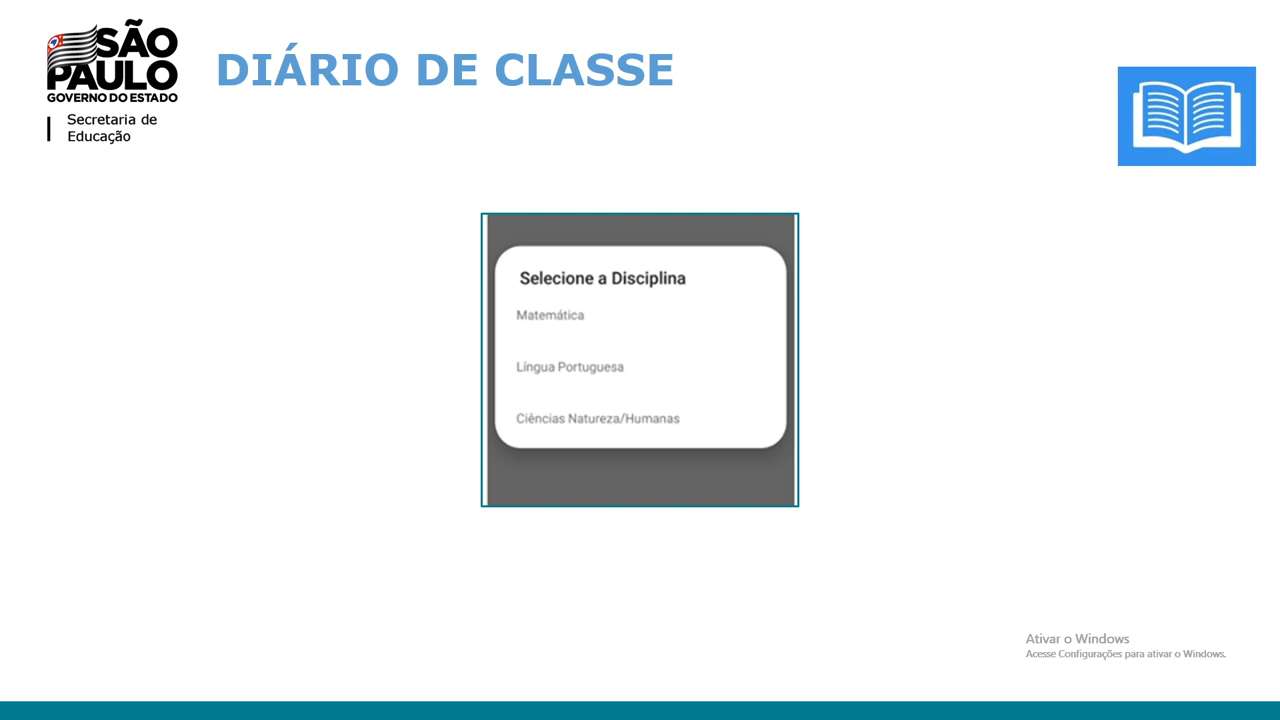 SÃO
PAULO
GOVERNO DO ESTADO
Secretaria de
Educação
DIÁRIO DE CLASSE
Selecione a Disciplina
Matemática
Língua Portuguesa
Ciências Natureza/Humanas
Ativar o Windows
Acesse Configurações para ativar o Windows.